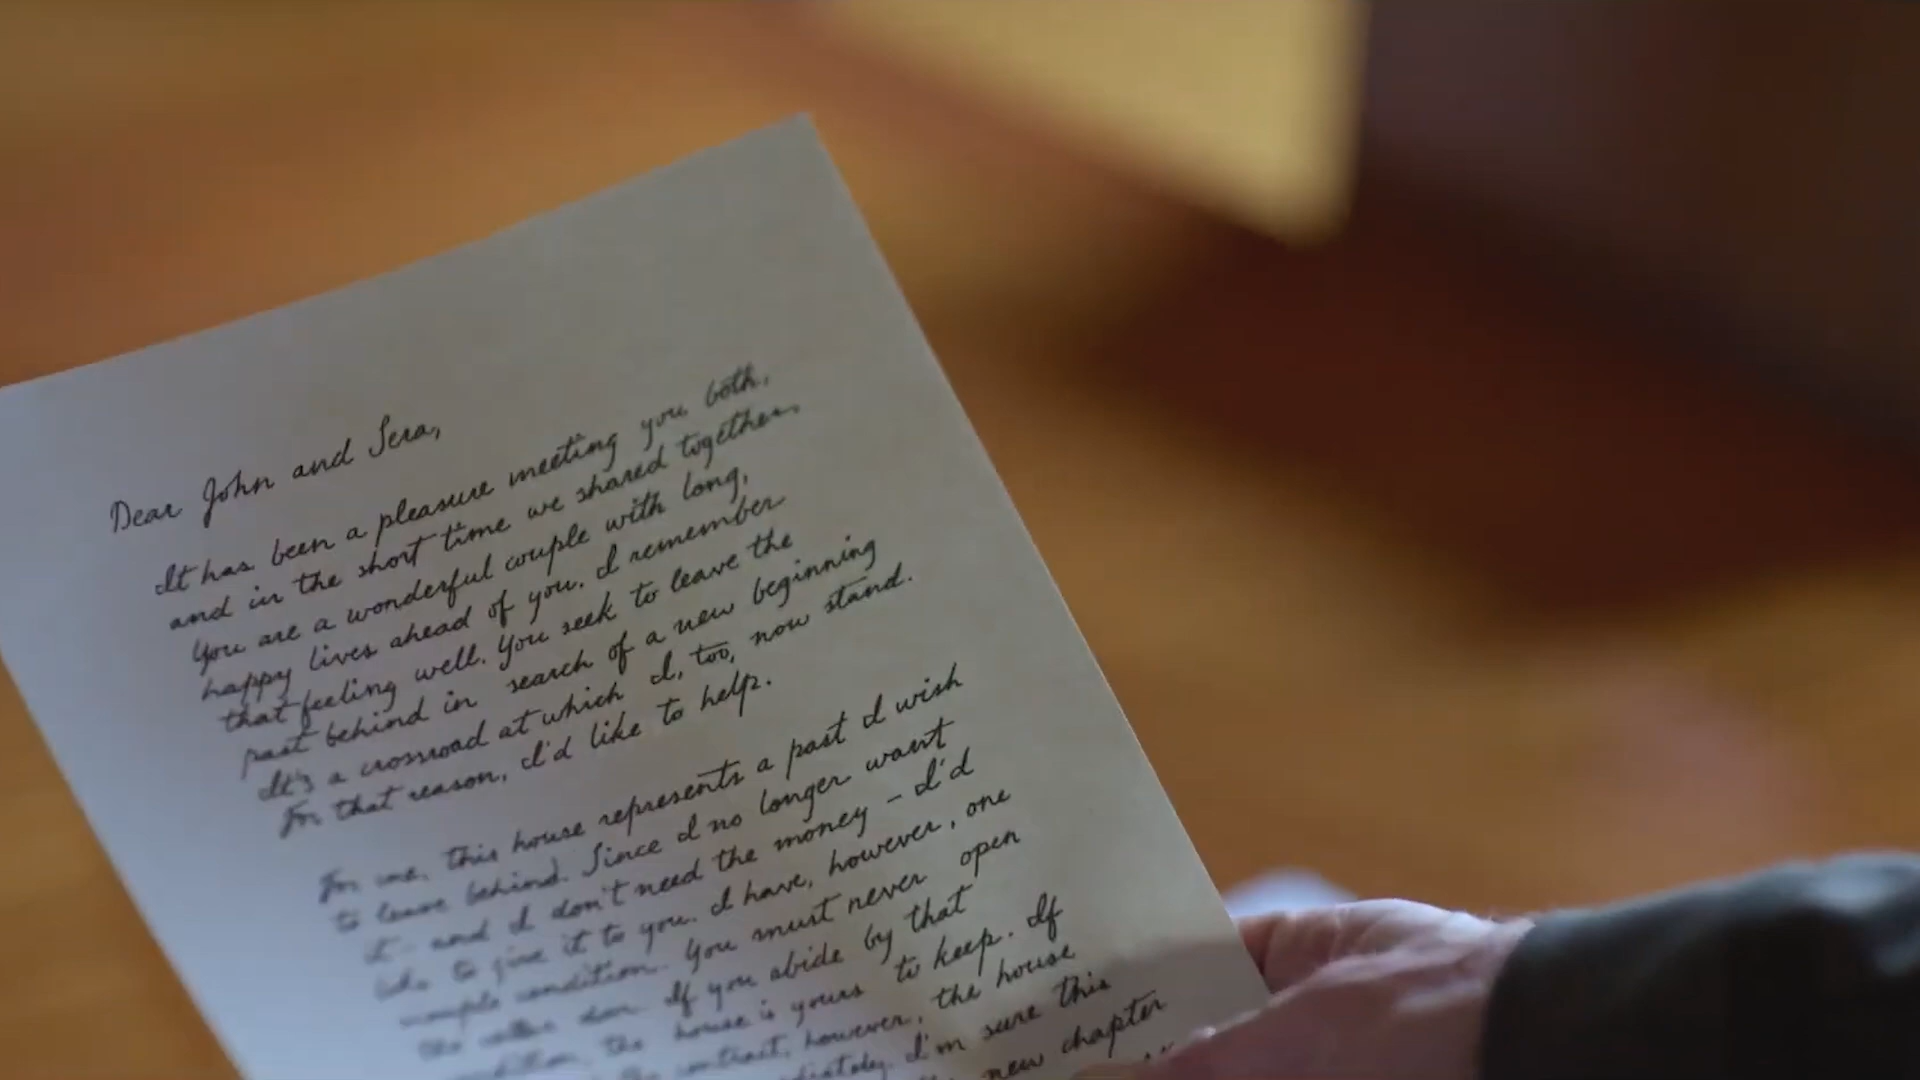 Dear John and Sera,
It has been a pleasure meeting you both,
and in the short time we shared together,
You are a wonderful couple with long,
happy lives ahead of you. I remember
that feeling well. You seek to leave the
past behind in search of a new beginning
It's a crossroad at which I, too, now stand.
For that reason, I'd like to help.
For me, this house represents a past I wish
to leave behind. Since I no longer want
it and I don't need the money – I'd
like to give it to you. I have, however, one
condition. You must never open
the cellar door. If you abide by that
condition, the house is yours to keep. If
contract, however, the house
I'm sure this
new chapter